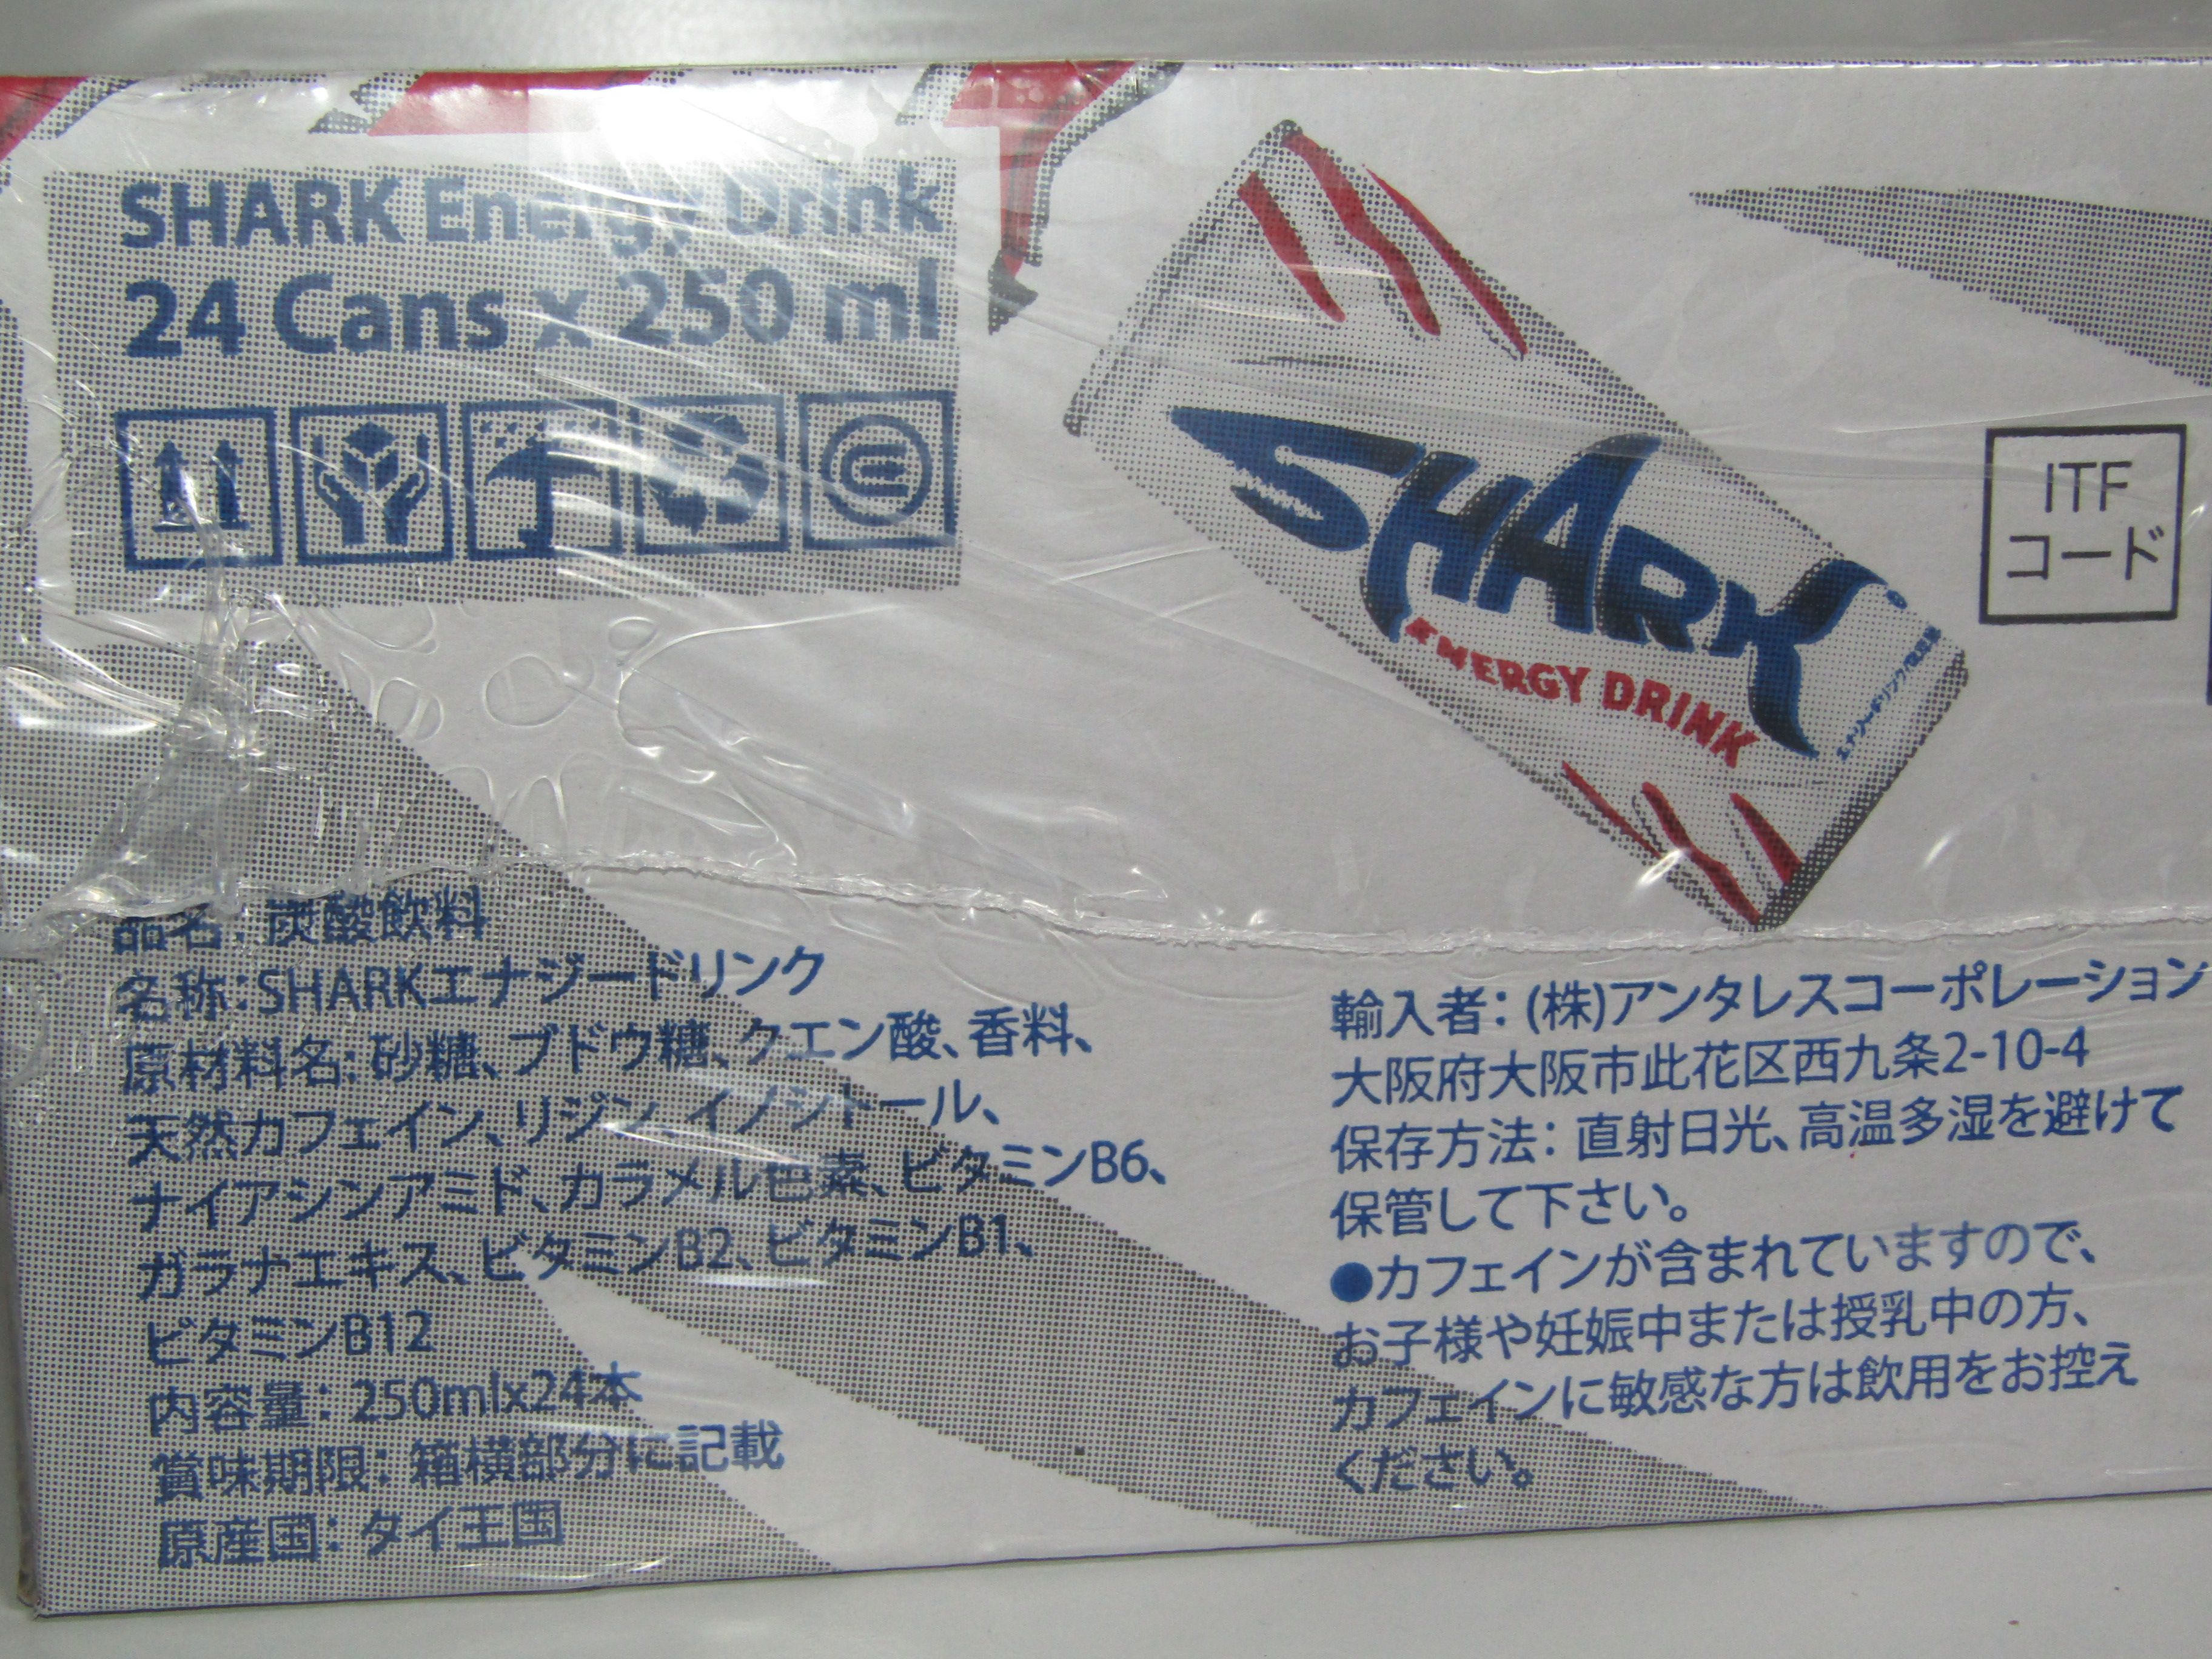 SHARK Energy Drink
24 Cans x 250 ml
SHARK
ENERGY DRINK
ITF
コード
品名: 炭酸飲料
名称:SHARKエナジードリンク
原材料名:砂糖、ブドウ糖、クエン酸、香料、
天然カフェイン、リジン、イノシトール、
ナイアシンアミド、カラメル色素、ビタミンB6、
ガラナエキス、ビタミンB2、ビタミンB1、
ビタミンB12
内容量: 250mlx24本
賞味期限: 箱横部分に記載
原産国: タイ王国
輸入者: (株)アンタレスコーポレーション
大阪府大阪市此花区西九条2-10-4
保存方法: 直射日光、高温多湿を避けて
保管して下さい。
●カフェインが含まれていますので、
お子様や妊娠中または授乳中の方、
カフェインに敏感な方は飲用をお控え
ください。